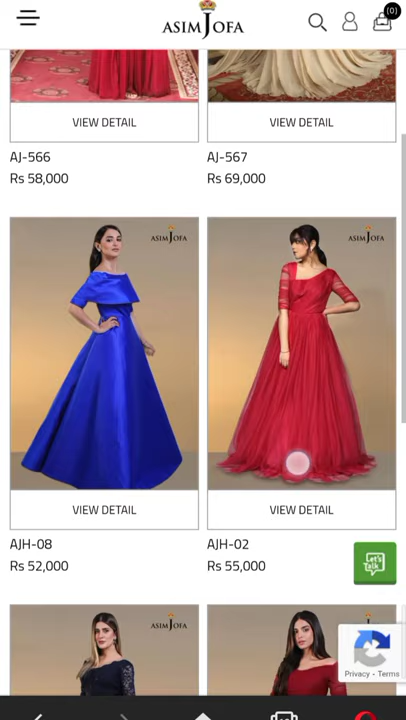 (0)
ASIM JOFA
VIEW DETAIL
VIEW DETAIL
AJ-566
AJ-567
Rs 58,000
Rs 69,000
ASIM JOFA
ASIM JOFA
VIEW DETAIL
VIEW DETAIL
AJH-08
AJH-02
Rs 52,000
Rs 55,000
Let's
Talk
ASIM JOFA
ASIM JOFA
Privacy - Terms